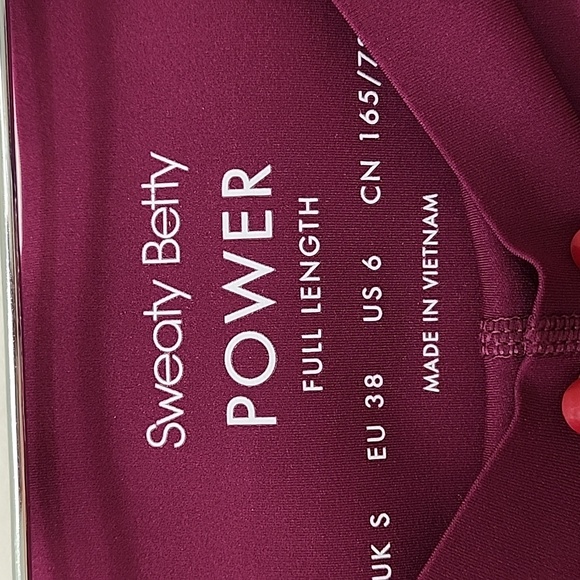 Sweaty Betty
POWER
FULL LENGTH
UK S EU 38 US 6 CN
MADE IN VIETNAM